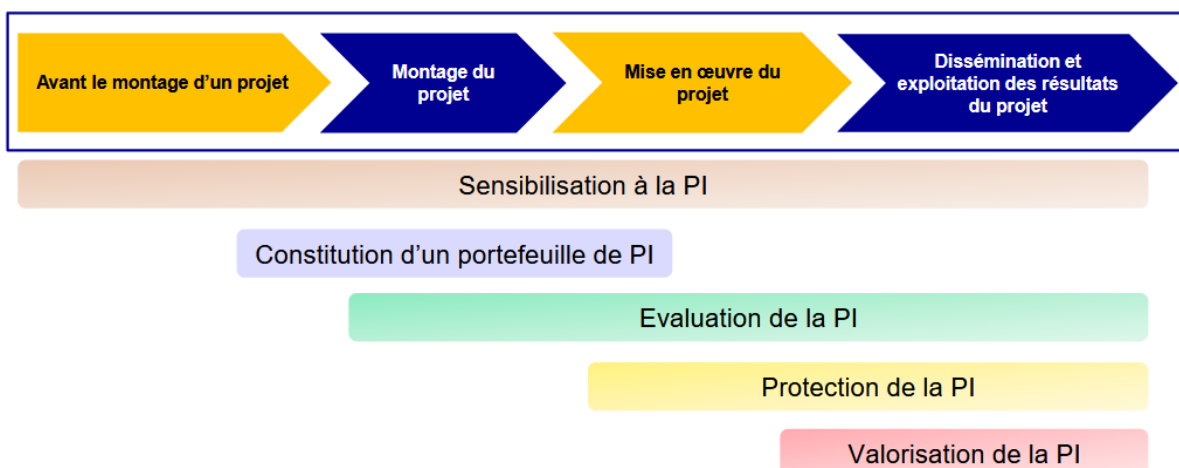 Avant le montage d'un projet
Montage du
projet
Mise en œuvre du
projet
Dissémination et
exploitation des résultats
du projet
Sensibilisation à la PI
Constitution d'un portefeuille de PI
Evaluation de la PI
Protection de la PI
Valorisation de la PI